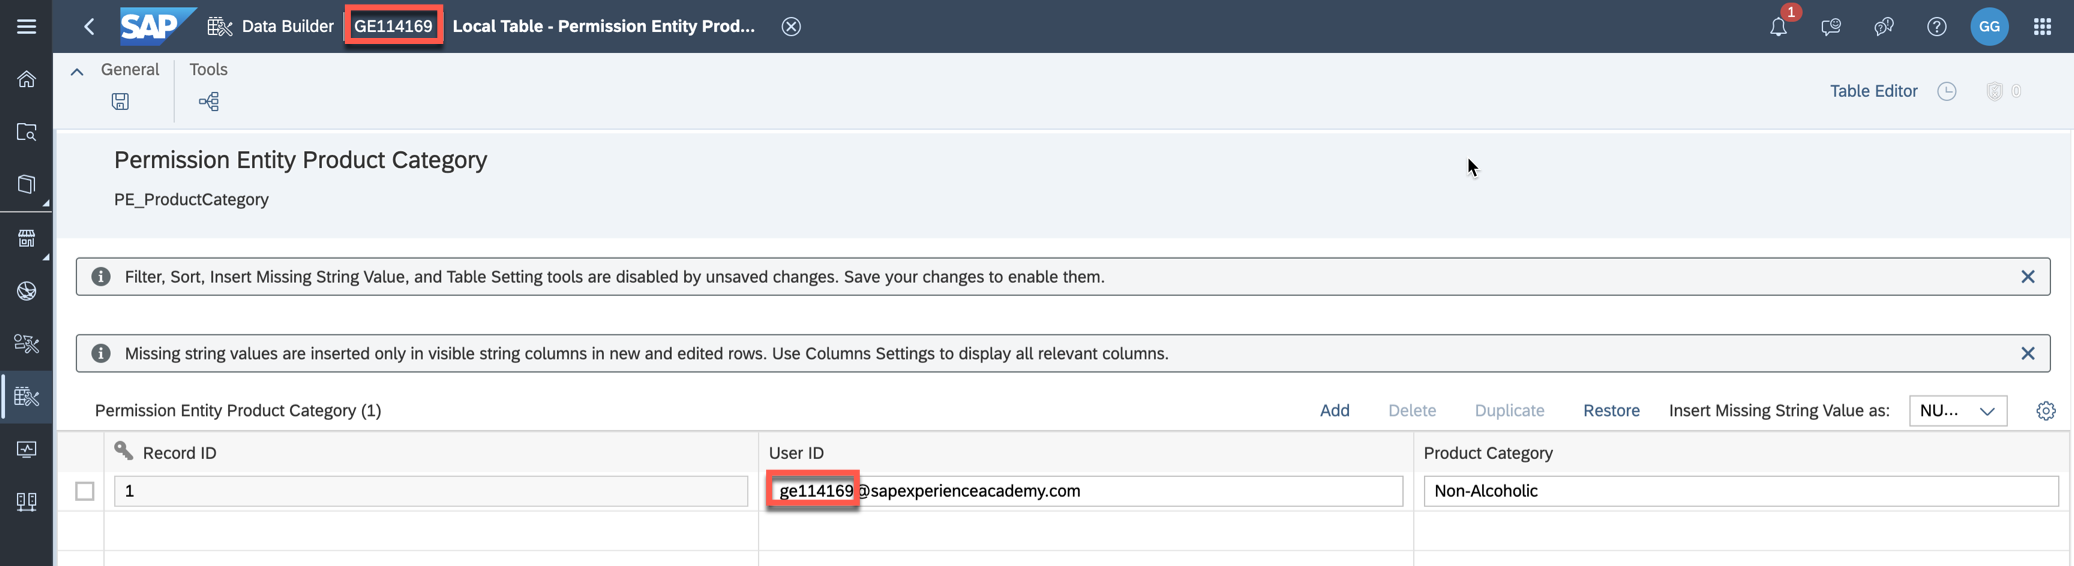 SAP Data Builder GE114169 Local Table - Permission Entity Prod... 1 GG
General Tools
Table Editor 0
Permission Entity Product Category
PE_ProductCategory
Filter, Sort, Insert Missing String Value, and Table Setting tools are disabled by unsaved changes. Save your changes to enable them.
Missing string values are inserted only in visible string columns in new and edited rows. Use Columns Settings to display all relevant columns.
Permission Entity Product Category (1) Add Delete Duplicate Restore Insert Missing String Value as: NU...
Record ID User ID Product Category
1 ge114169@sapexperienceacademy.com Non-Alcoholic